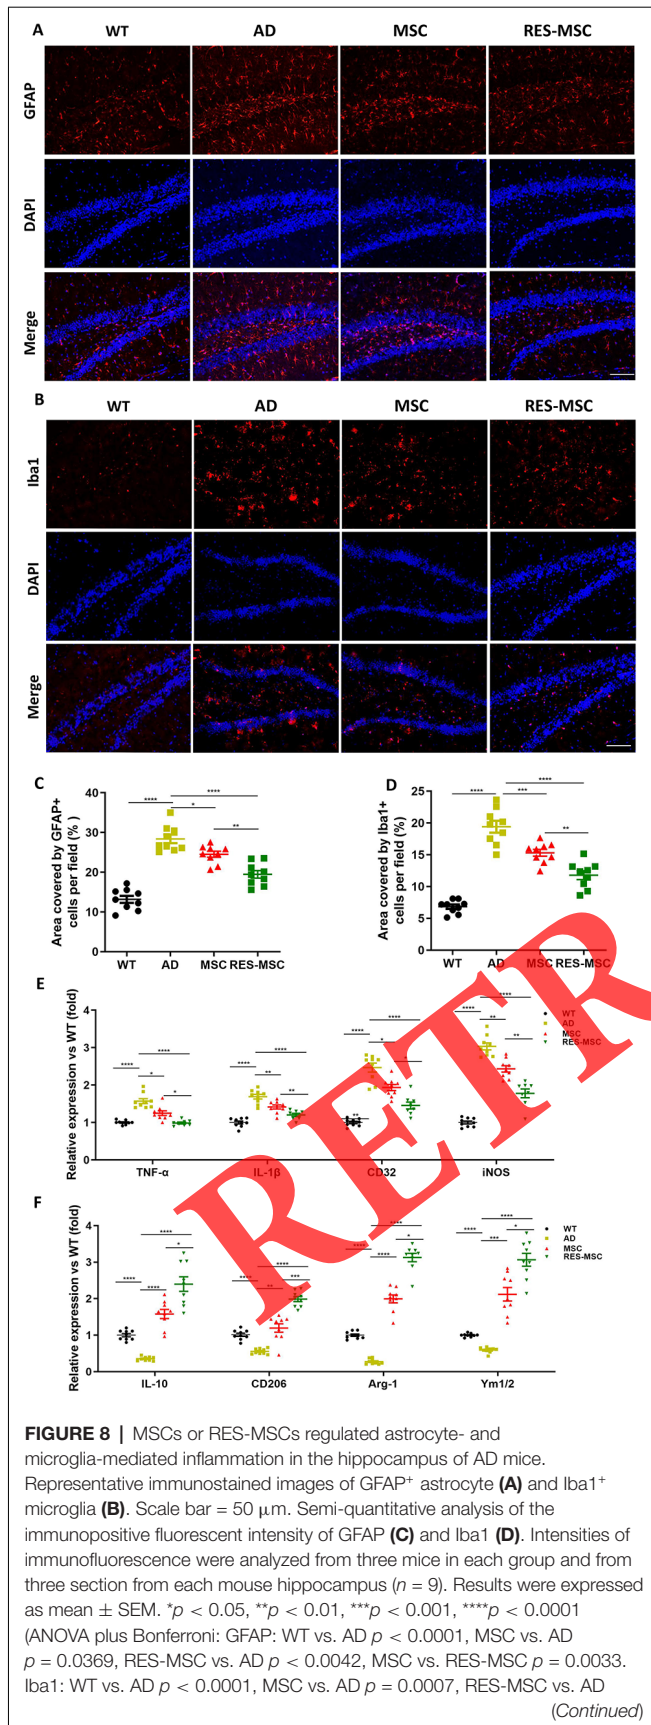 A
WT AD MSC RES-MSC
GFAP
DAPI
Merge
B
WT AD MSC RES-MSC
Iba1
DAPI
Merge
C
Area covered by GFAP+
cells per field (% )
40
30
20
10
0
**** **** * **
WT AD MSC RES-MSC
D
Area covered by Iba1+
cells per field (%)
25
20
15
10
5
0
**** **** *** **
WT AD MSC RES-MSC
E
Relative expression vs WT (fold)
4
3
2
1
0
**** **** * *
**** **** ** **
**** **** * * **
**** **** ** **
WT
AD
MSC
RES-MSC
TNF-α IL-1β CD32 iNOS
F
Relative expression vs WT (fold)
4
3
2
1
0
**** **** **** *
**** **** ** ***
**** **** **** *
**** **** *** *
WT
AD
MSC
RES-MSC
IL-10 CD206 Arg-1 Ym1/2
RETR
FIGURE 8 | MSCs or RES-MSCs regulated astrocyte- and
microglia-mediated inflammation in the hippocampus of AD mice.
Representative immunostained images of GFAP+ astrocyte (A) and Iba1+
microglia (B). Scale bar = 50 μm. Semi-quantitative analysis of the
immunopositive fluorescent intensity of GFAP (C) and Iba1 (D). Intensities of
immunofluorescence were analyzed from three mice in each group and from
three section from each mouse hippocampus (n = 9). Results were expressed
as mean ± SEM. *p < 0.05, **p < 0.01, ***p < 0.001, ****p < 0.0001
(ANOVA plus Bonferroni: GFAP: WT vs. AD p < 0.0001, MSC vs. AD
p = 0.0369, RES-MSC vs. AD p < 0.0042, MSC vs. RES-MSC p = 0.0033.
Iba1: WT vs. AD p < 0.0001, MSC vs. AD p = 0.0007, RES-MSC vs. AD
(Continued)